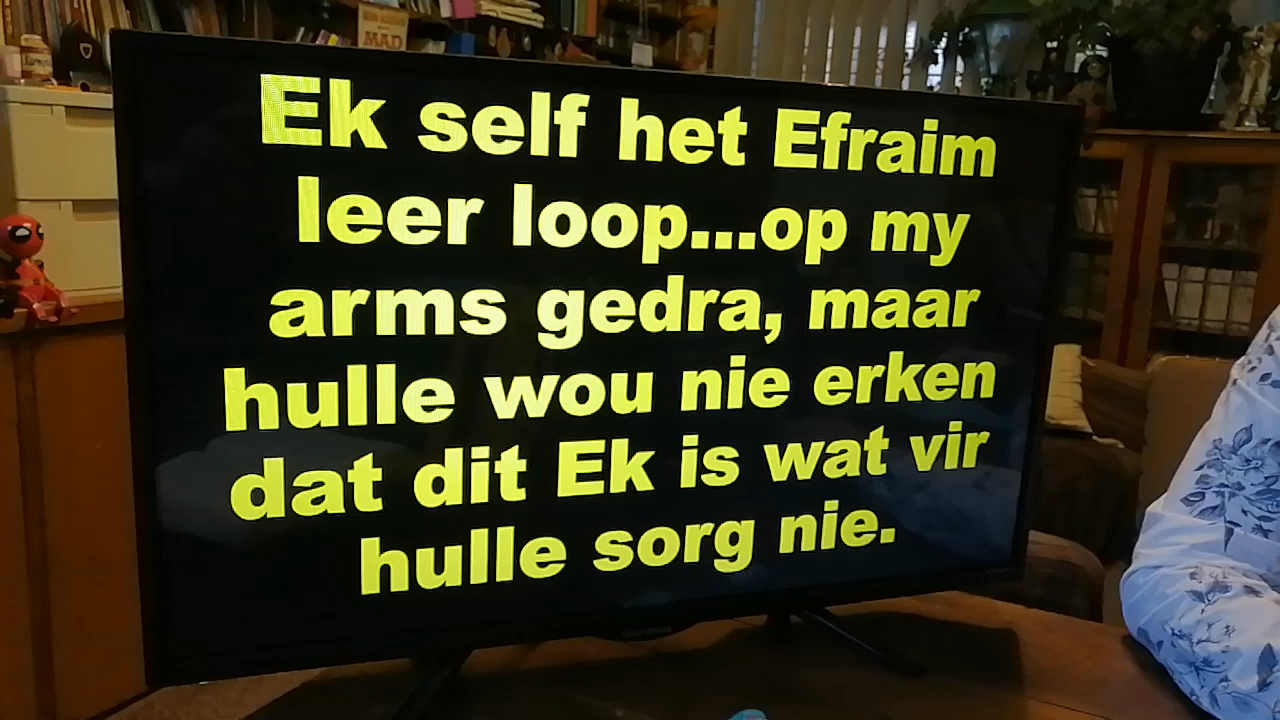 MAD
Ek self het Efraim
leer loop...op my
arms gedra, maar
hulle wou nie erken
dat dit Ek is wat vir
hulle sorg nie.